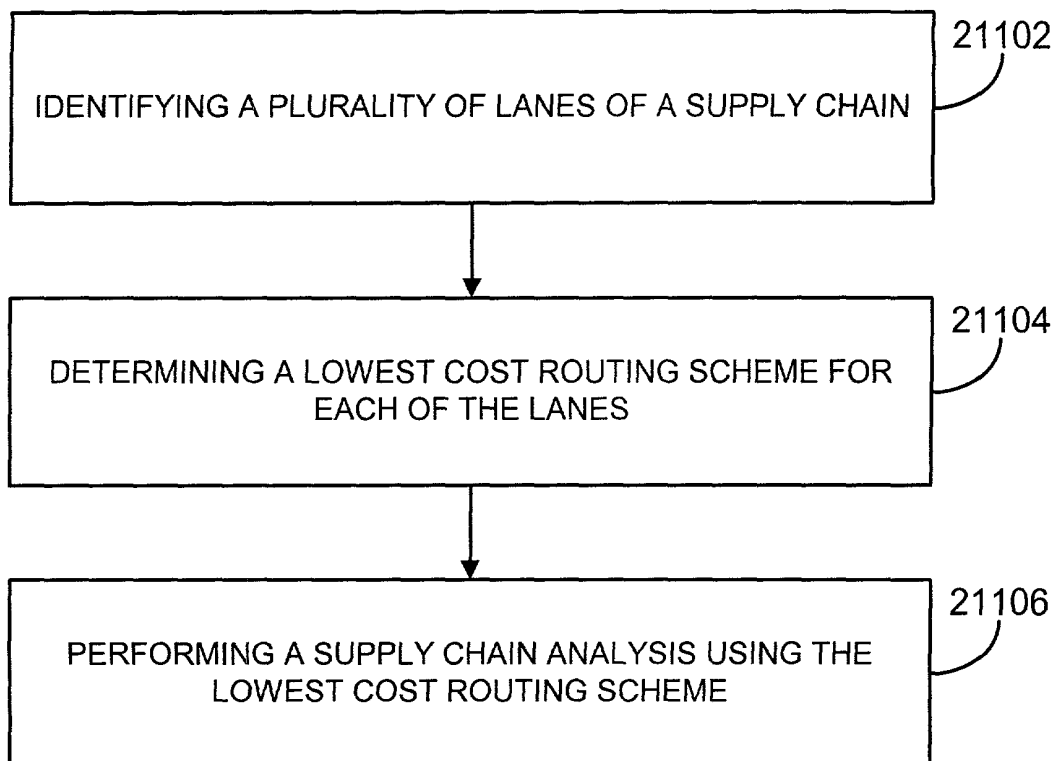 21102
IDENTIFYING A PLURALITY OF LANES OF A SUPPLY CHAIN
21104
DETERMINING A LOWEST COST ROUTING SCHEME FOR
EACH OF THE LANES
21106
PERFORMING A SUPPLY CHAIN ANALYSIS USING THE
LOWEST COST ROUTING SCHEME